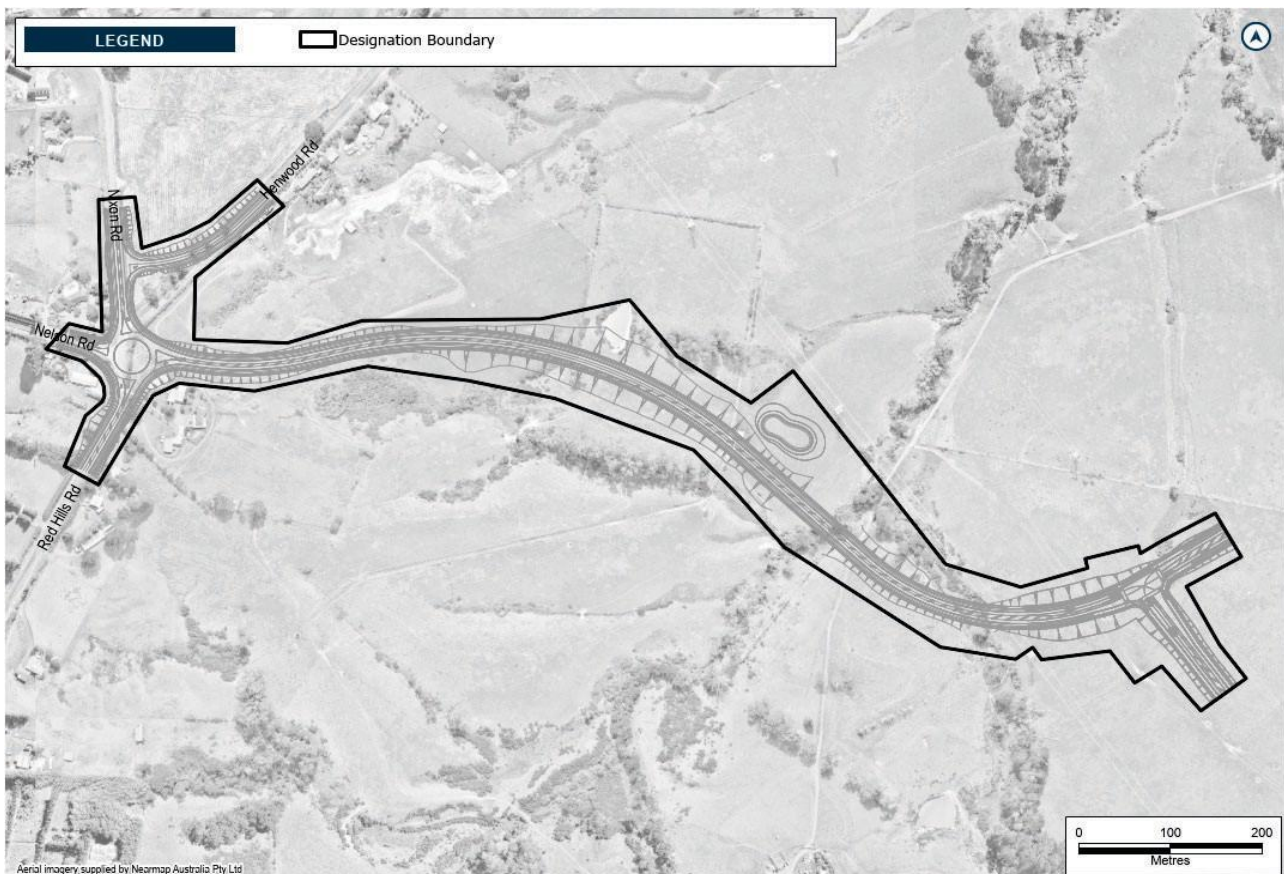 LEGEND
Designation Boundary
Henwood Rd
Nixon Rd
Nelson Rd
Red Hills Rd
0 100 200
Metres
Aerial imagery supplied by Nearmap Australia Pty Ltd